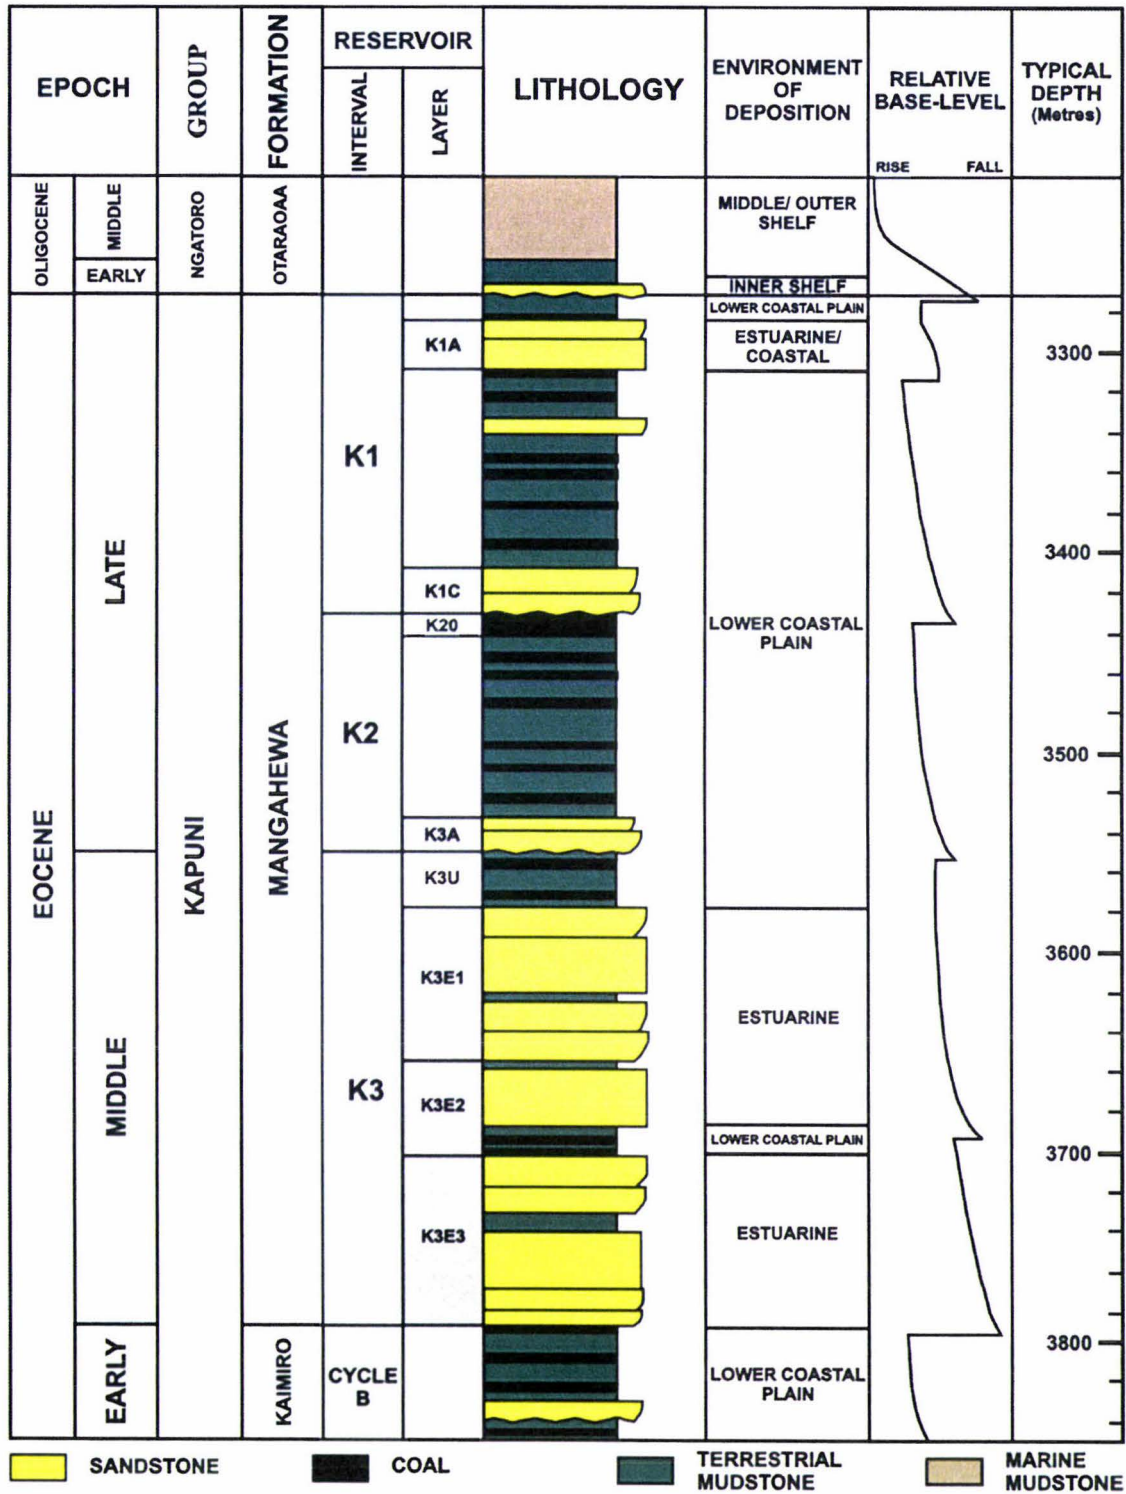 EPOCH
GROUP
FORMATION
RESERVOIR
INTERVAL
LAYER
LITHOLOGY
ENVIRONMENT
OF
DEPOSITION
RELATIVE
BASE-LEVEL
RISE
FALL
TYPICAL
DEPTH
(Metres)
OLIGOCENE
MIDDLE
EARLY
NGATORO
OTARAOAA
MIDDLE/ OUTER
SHELF
INNER SHELF
LOWER COASTAL PLAIN
EOCENE
LATE
MIDDLE
EARLY
KAPUNI
MANGAHEWA
KAIMIRO
K1
K2
K3
CYCLE
B
K1A
K1C
K20
K3A
K3U
K3E1
K3E2
K3E3
ESTUARINE/
COASTAL
LOWER COASTAL
PLAIN
ESTUARINE
LOWER COASTAL PLAIN
ESTUARINE
LOWER COASTAL
PLAIN
3300
3400
3500
3600
3700
3800
SANDSTONE
COAL
TERRESTRIAL
MUDSTONE
MARINE
MUDSTONE